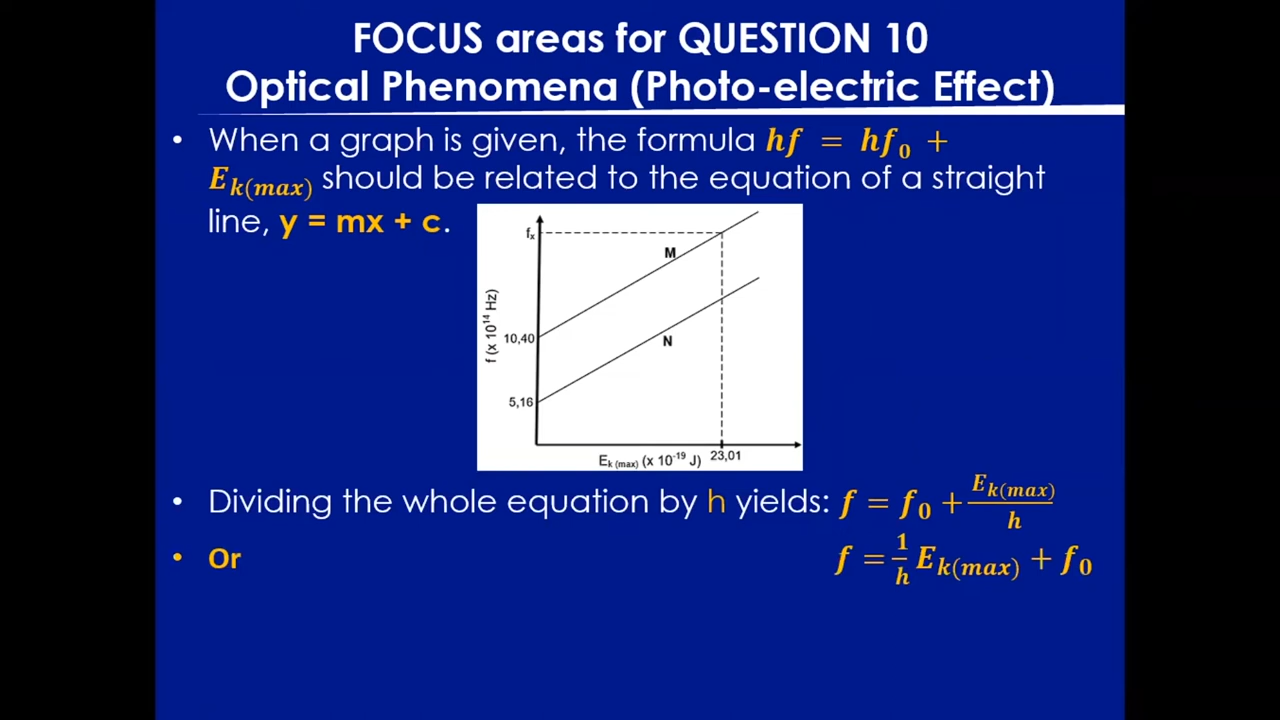 FOCUS areas for QUESTION 10
Optical Phenomena (Photo-electric Effect)
• When a graph is given, the formula hf = hf₀ +
E_k(max) should be related to the equation of a straight
line, y = mx + c.
fₓ
M
f (x 10¹⁴ Hz)
10,40
N
5,16
E_k (max) (x 10⁻¹⁹ J) 23,01
• Dividing the whole equation by h yields: f = f₀ + E_k(max)/h
• Or f = 1/h E_k(max) + f₀